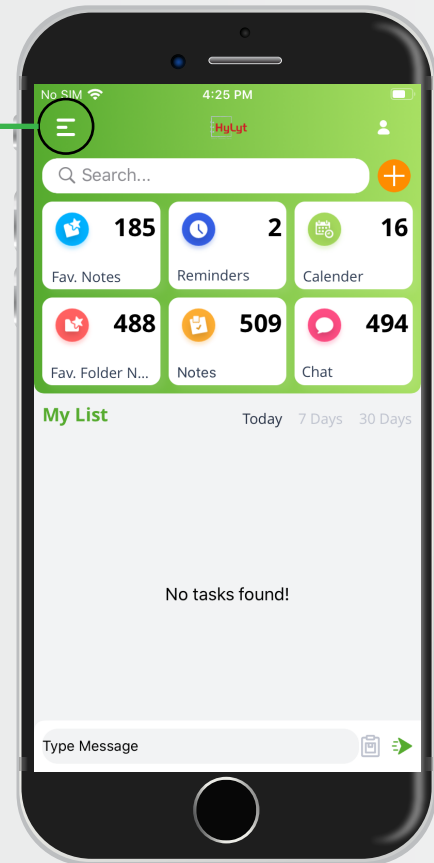 No SIM 4:25 PM
HyLyt
Search...
185 2 16
Fav. Notes Reminders Calender
488 509 494
Fav. Folder N... Notes Chat
My List Today 7 Days 30 Days
No tasks found!
Type Message